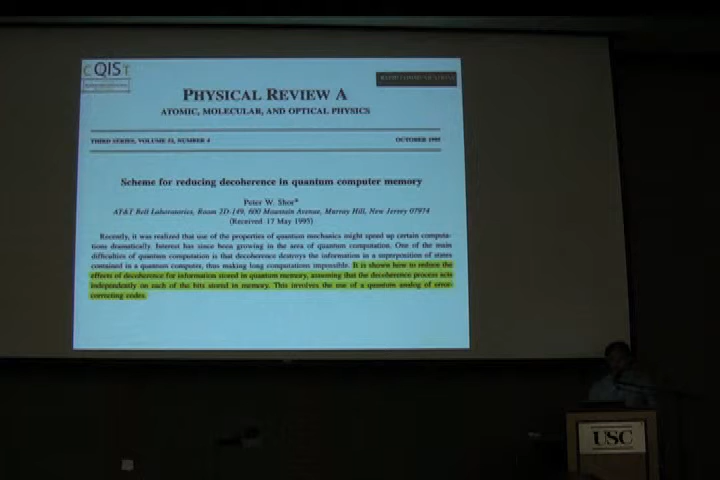 CQIST
PHYSICAL REVIEW A
RAPID COMMUNICATIONS
ATOMIC, MOLECULAR, AND OPTICAL PHYSICS
THIRD SERIES, VOLUME 52, NUMBER 4
OCTOBER 1995
Scheme for reducing decoherence in quantum computer memory
Peter W. Shor*
AT&T Bell Laboratories, Room 2D-149, 600 Mountain Avenue, Murray Hill, New Jersey 07974
(Received 17 May 1995)
Recently, it was realized that use of the properties of quantum mechanics might speed up certain computa-
tions dramatically. Interest has since been growing in the area of quantum computation. One of the main
difficulties of quantum computation is that decoherence destroys the information in a superposition of states
contained in a quantum computer, thus making long computations impossible. It is shown how to reduce the
effects of decoherence for information stored in quantum memory, assuming that the decoherence process acts
independently on each of the bits stored in memory. This involves the use of a quantum analog of error-
correcting codes.
USC